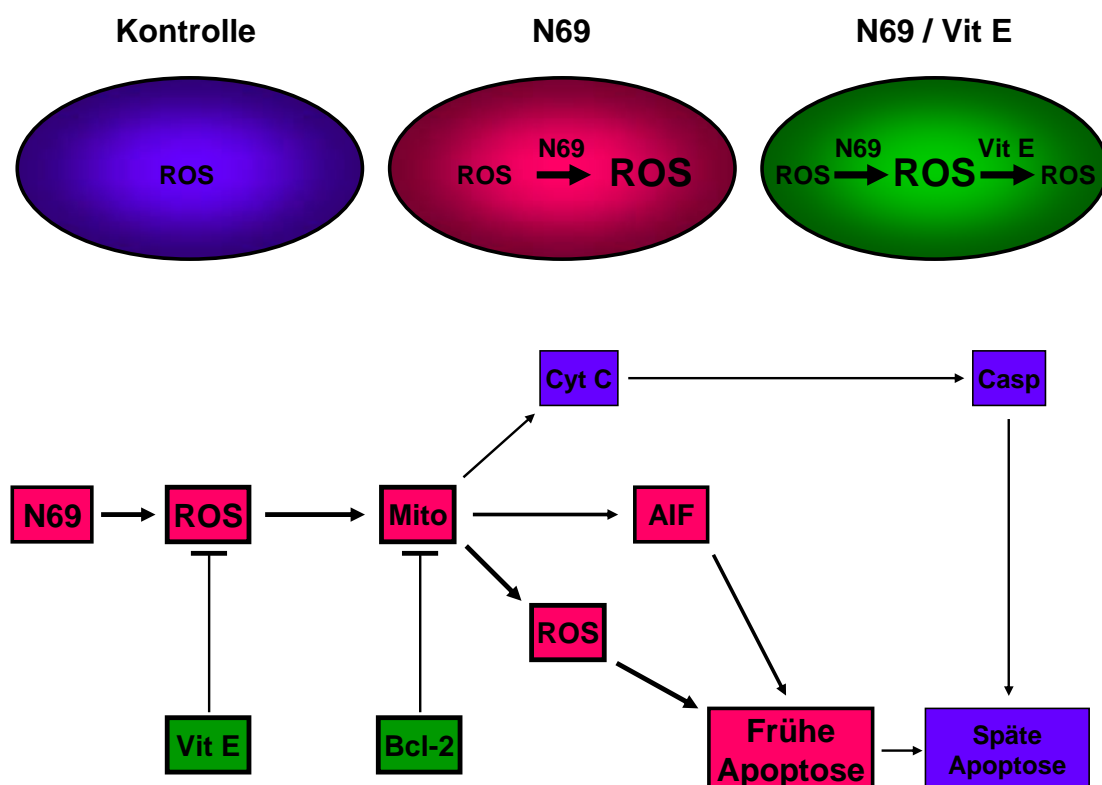 Kontrolle
N69
N69 / Vit E
ROS
N69
ROS
ROS
N69
Vit E
ROS
ROS
ROS
Cyt C
Casp
N69
ROS
Mito
AIF
ROS
Vit E
Bcl-2
Frühe
Apoptose
Späte
Apoptose